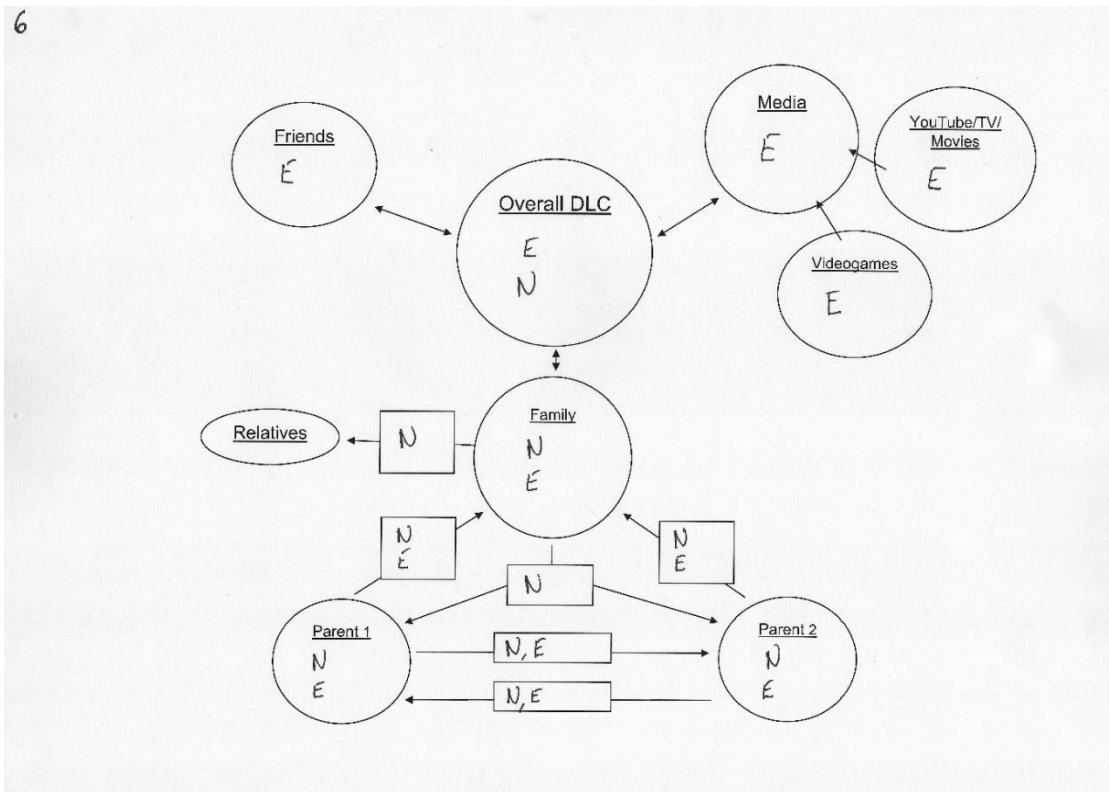 6
Friends
E
Overall DLC
E
N
Media
E
YouTube/TV/
Movies
E
Videogames
E
Relatives
N
Family
N
E
N
E
N
N
E
Parent 1
N
E
N, E
N, E
Parent 2
N
E